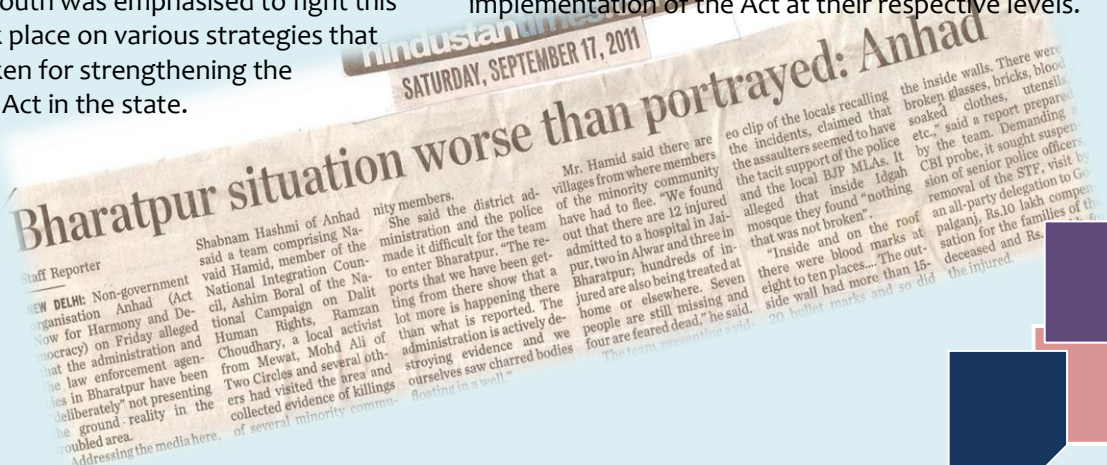 outh was emphasised to fight this
k place on various strategies that
ken for strengthening the
Act in the state.
implementation of the Act at their respective levels.
hindustantimes
SATURDAY, SEPTEMBER 17, 2011
Bharatpur situation worse than portrayed: Anhad
Staff Reporter
NEW DELHI: Non-government
organisation Anhad (Act
Now for Harmony and De-
mocracy) on Friday alleged
that the administration and
the law enforcement agen-
cies in Bharatpur have been
"deliberately" not presenting
the ground reality in the
troubled area.
Addressing the media here,
Shabnam Hashmi of Anhad
said a team comprising Na-
vaid Hamid, member of the
National Integration Coun-
cil, Ashim Boral of the Na-
tional Campaign on Dalit
Human Rights, Ramzan
Choudhary, a local activist
from Mewat, Mohd Ali of
Two Circles and several oth-
ers had visited the area and
collected evidence of killings
of several minority commu-
nity members.
She said the district ad-
ministration and the police
made it difficult for the team
to enter Bharatpur. "The re-
ports that we have been get-
ting from there show that a
lot more is happening there
than what is reported. The
administration is actively de-
stroying evidence and we
ourselves saw charred bodies
floating in a well."
Mr. Hamid said there are
villages from where members
of the minority community
have had to flee. "We found
out that there are 12 injured
admitted to a hospital in Jai-
pur, two in Alwar and three in
Bharatpur; hundreds of in-
jured are also being treated at
home or elsewhere. Seven
people are still missing and
four are feared dead," he said.
The team, presenting a vid-
eo clip of the locals recalling
the incidents, claimed that
the assaulters seemed to have
the tacit support of the police
and the local BJP MLAs. It
alleged that inside Idgah
mosque they found "nothing
that was not broken".
"Inside and on the roof
there were blood marks at
eight to ten places.... The out-
side wall had more than 15-
20 bullet marks and so did
the inside walls. There were
broken glasses, bricks, blood
soaked clothes, utensils,
etc.," said a report prepared
by the team. Demanding
CBI probe, it sought suspen
sion of senior police officers
removal of the STF, visit by
an all-party delegation to Go
palganj, Rs.10 lakh compen
sation for the families of th
deceased and Rs.
the injured.